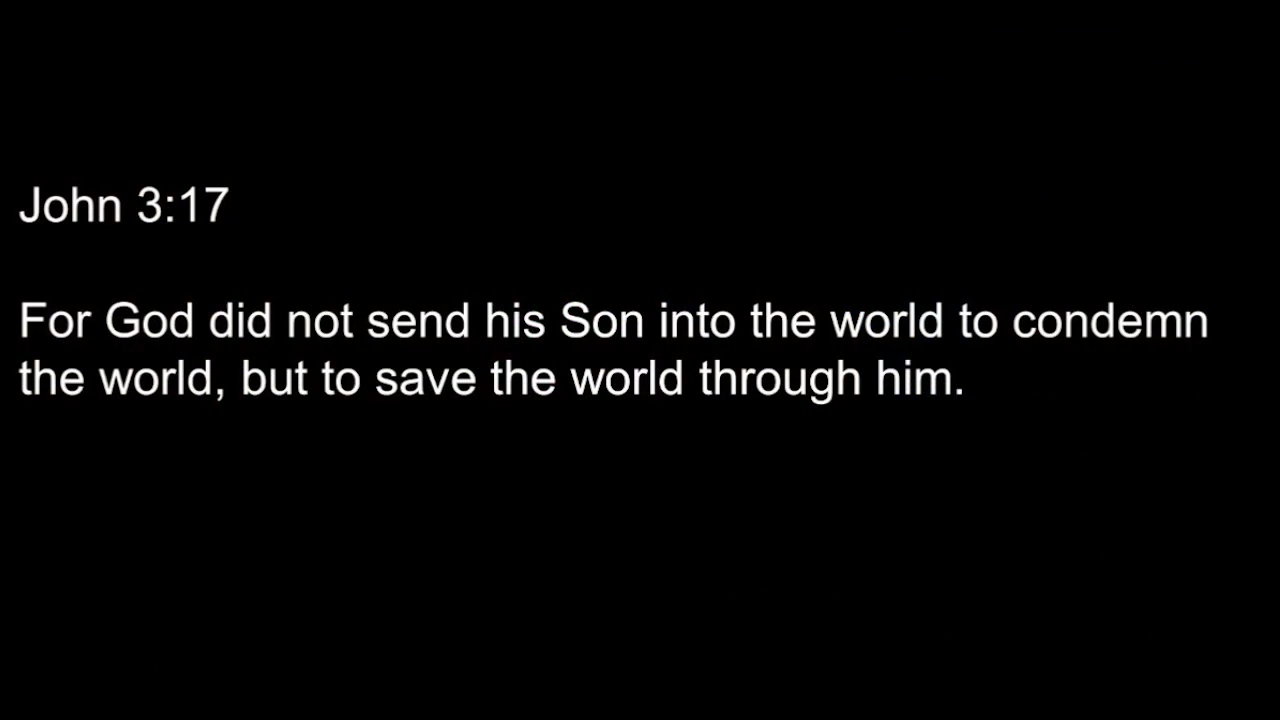 John 3:17
For God did not send his Son into the world to condemn
the world, but to save the world through him.